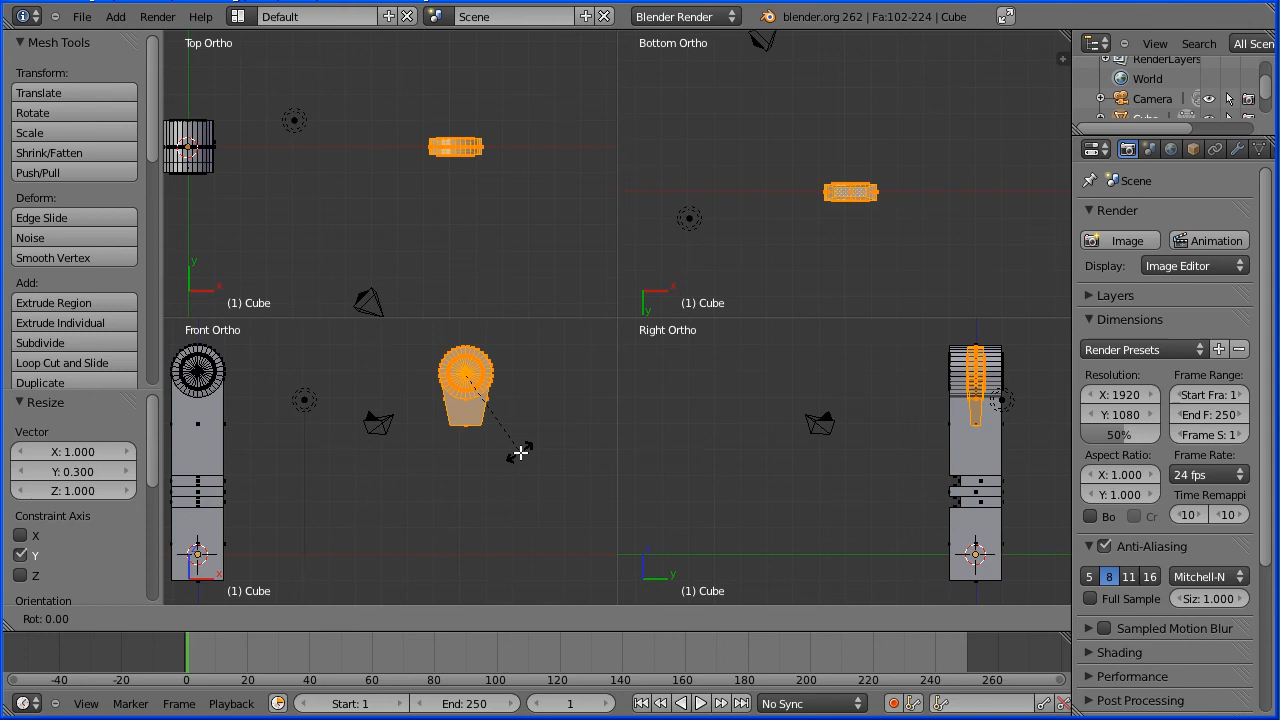 File Add Render Help Default Scene Blender Render blender.org 262 | Fa:102-224 | Cube
Mesh Tools
Transform:
Translate
Rotate
Scale
Shrink/Fatten
Push/Pull
Deform:
Edge Slide
Noise
Smooth Vertex
Add:
Extrude Region
Extrude Individual
Subdivide
Loop Cut and Slide
Duplicate
Resize
Vector
X: 1.000
Y: 0.300
Z: 1.000
Constraint Axis
X
Y
Z
Orientation
Top Ortho
y
x
(1) Cube
Bottom Ortho
x
y
(1) Cube
Front Ortho
x
(1) Cube
Right Ortho
y
(1) Cube
Rot: 0.00
View Search All Scen
RenderLayers
World
Camera
Scene
Render
Image Animation
Display: Image Editor
Layers
Dimensions
Render Presets
Resolution: Frame Range:
X: 1920 Start Fra: 1
Y: 1080 End F: 250
50% Frame S: 1
Aspect Ratio: Frame Rate:
X: 1.000 24 fps
Y: 1.000 Time Remappi
Bo Cr 10 10
Anti-Aliasing
5 8 11 16 Mitchell-N
Full Sample Siz: 1.000
Sampled Motion Blur
Shading
Performance
Post Processing
-40 -20 0 20 40 60 80 100 120 140 160 180 200 220 240 260
View Marker Frame Playback Start: 1 End: 250 1 No Sync